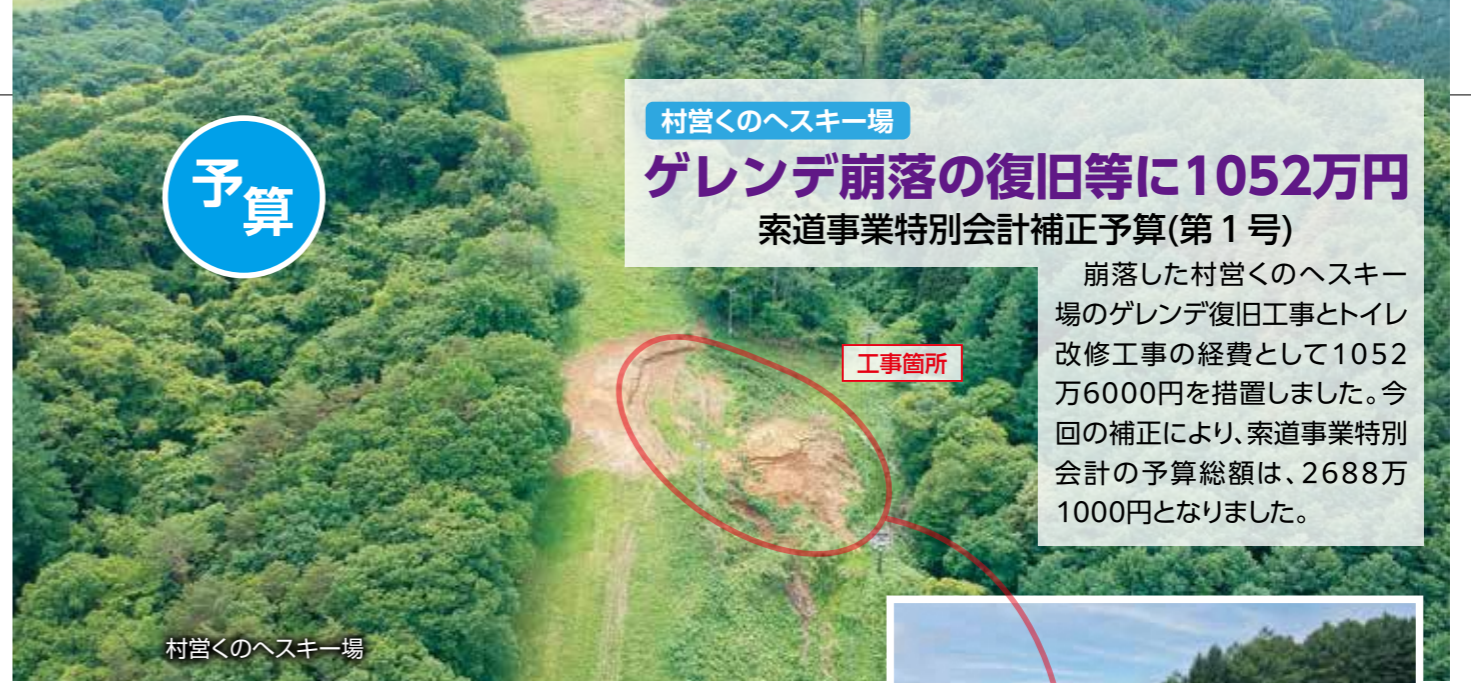 予算
村営くのへスキー場
ゲレンデ崩落の復旧等に1052万円
索道事業特別会計補正予算(第1号)
崩落した村営くのへスキー
場のゲレンデ復旧工事とトイレ
改修工事の経費として1052
万6000円を措置しました。今
回の補正により、索道事業特別
会計の予算総額は、2688万
1000円となりました。
工事箇所
村営くのへスキー場